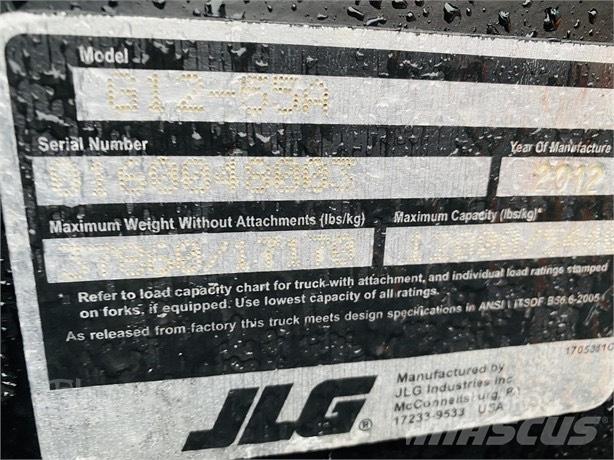 Model
G12-55A
Serial Number
Year Of Manufacture
2012
Maximum Weight Without Attachments (lbs/kg)
Maximum Capacity (lbs/kg)*
* Refer to load capacity chart for truck with attachment, and individual load ratings stamped
on forks, if equipped. Use lowest capacity of all ratings.
As released from factory this truck meets design specifications in ANSI \ ITSDF B56.6-2005
JLG®
Manufactured by
JLG Industries Inc.
McConnellsburg, PA
17233-9533 USA
MASCUS